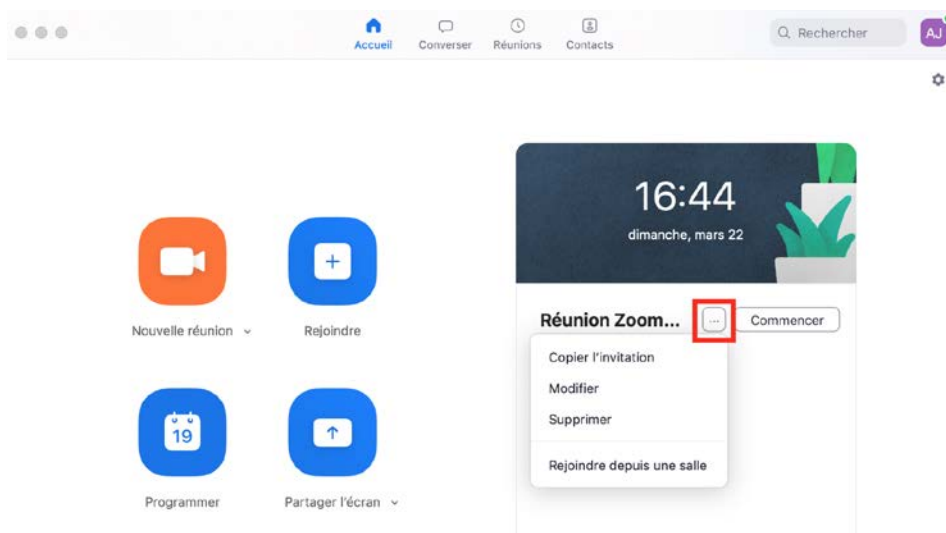 Accueil
Converser
Réunions
Contacts
Rechercher
AJ
16:44
dimanche, mars 22
Nouvelle réunion
Rejoindre
Réunion Zoom...
...
Commencer
Copier l'invitation
Modifier
Supprimer
Rejoindre depuis une salle
19
Programmer
Partager l'écran